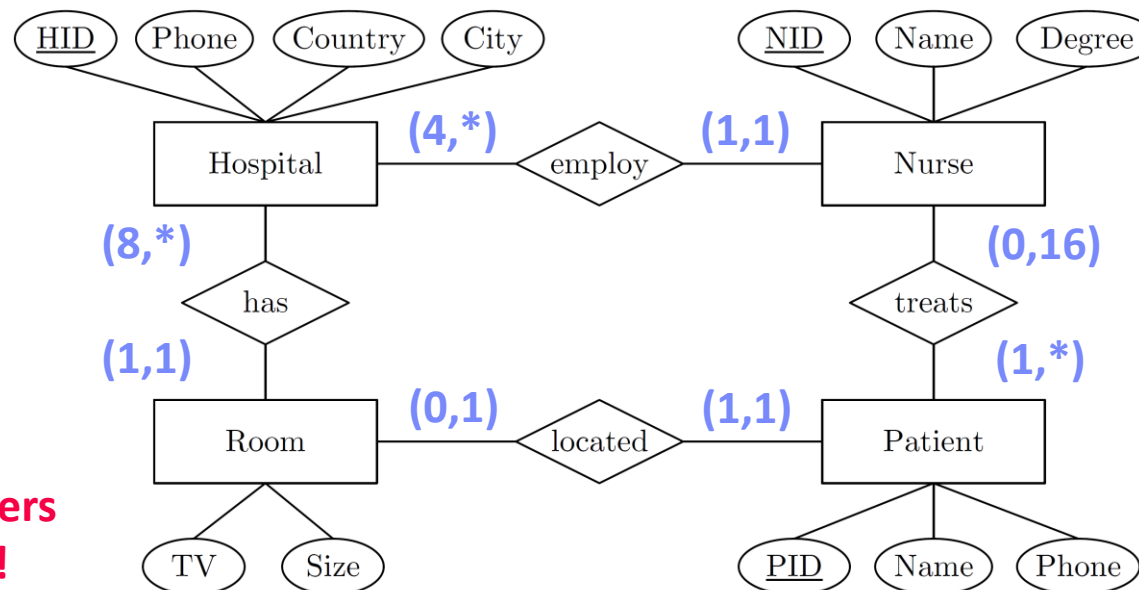 HID Phone Country City NID Name Degree
(4,*) (1,1)
Hospital employ Nurse
(8,*) (0,16)
has treats
(1,1) (1,*)
(0,1) (1,1)
Room located Patient
ers
!
TV Size PID Name Phone